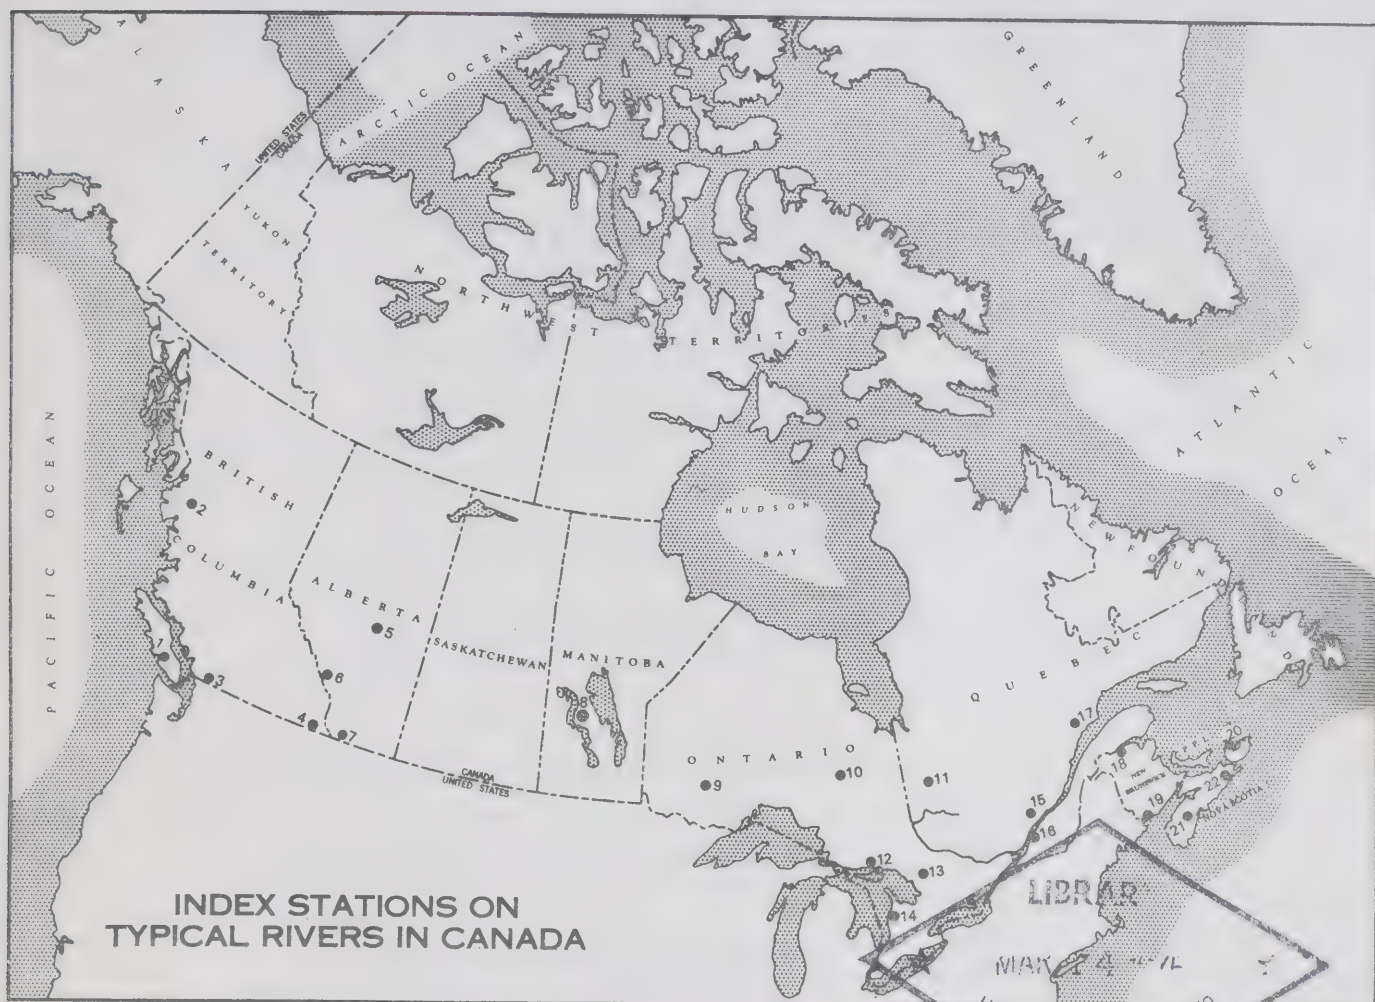 ALASKA
ARCTIC OCEAN
GREENLAND
UNITED STATES
CANADA
YUKON
TERRITORY
NORTHWEST TERRITORIES
PACIFIC OCEAN
ATLANTIC
OCEAN
BRITISH
COLUMBIA
HUDSON
BAY
NEWFOUND
L N D
ALBERTA
SASKATCHEWAN
MANITOBA
ONTARIO
QUEBEC
P.E.I.
NEW
BRUNSWICK
NOVA SCOTIA
CANADA
UNITED STATES
1
2
3
4
5
6
7
8
9
10
11
12
13
14
15
16
17
18
19
20
21
22
INDEX STATIONS ON
TYPICAL RIVERS IN CANADA
LIBRAR